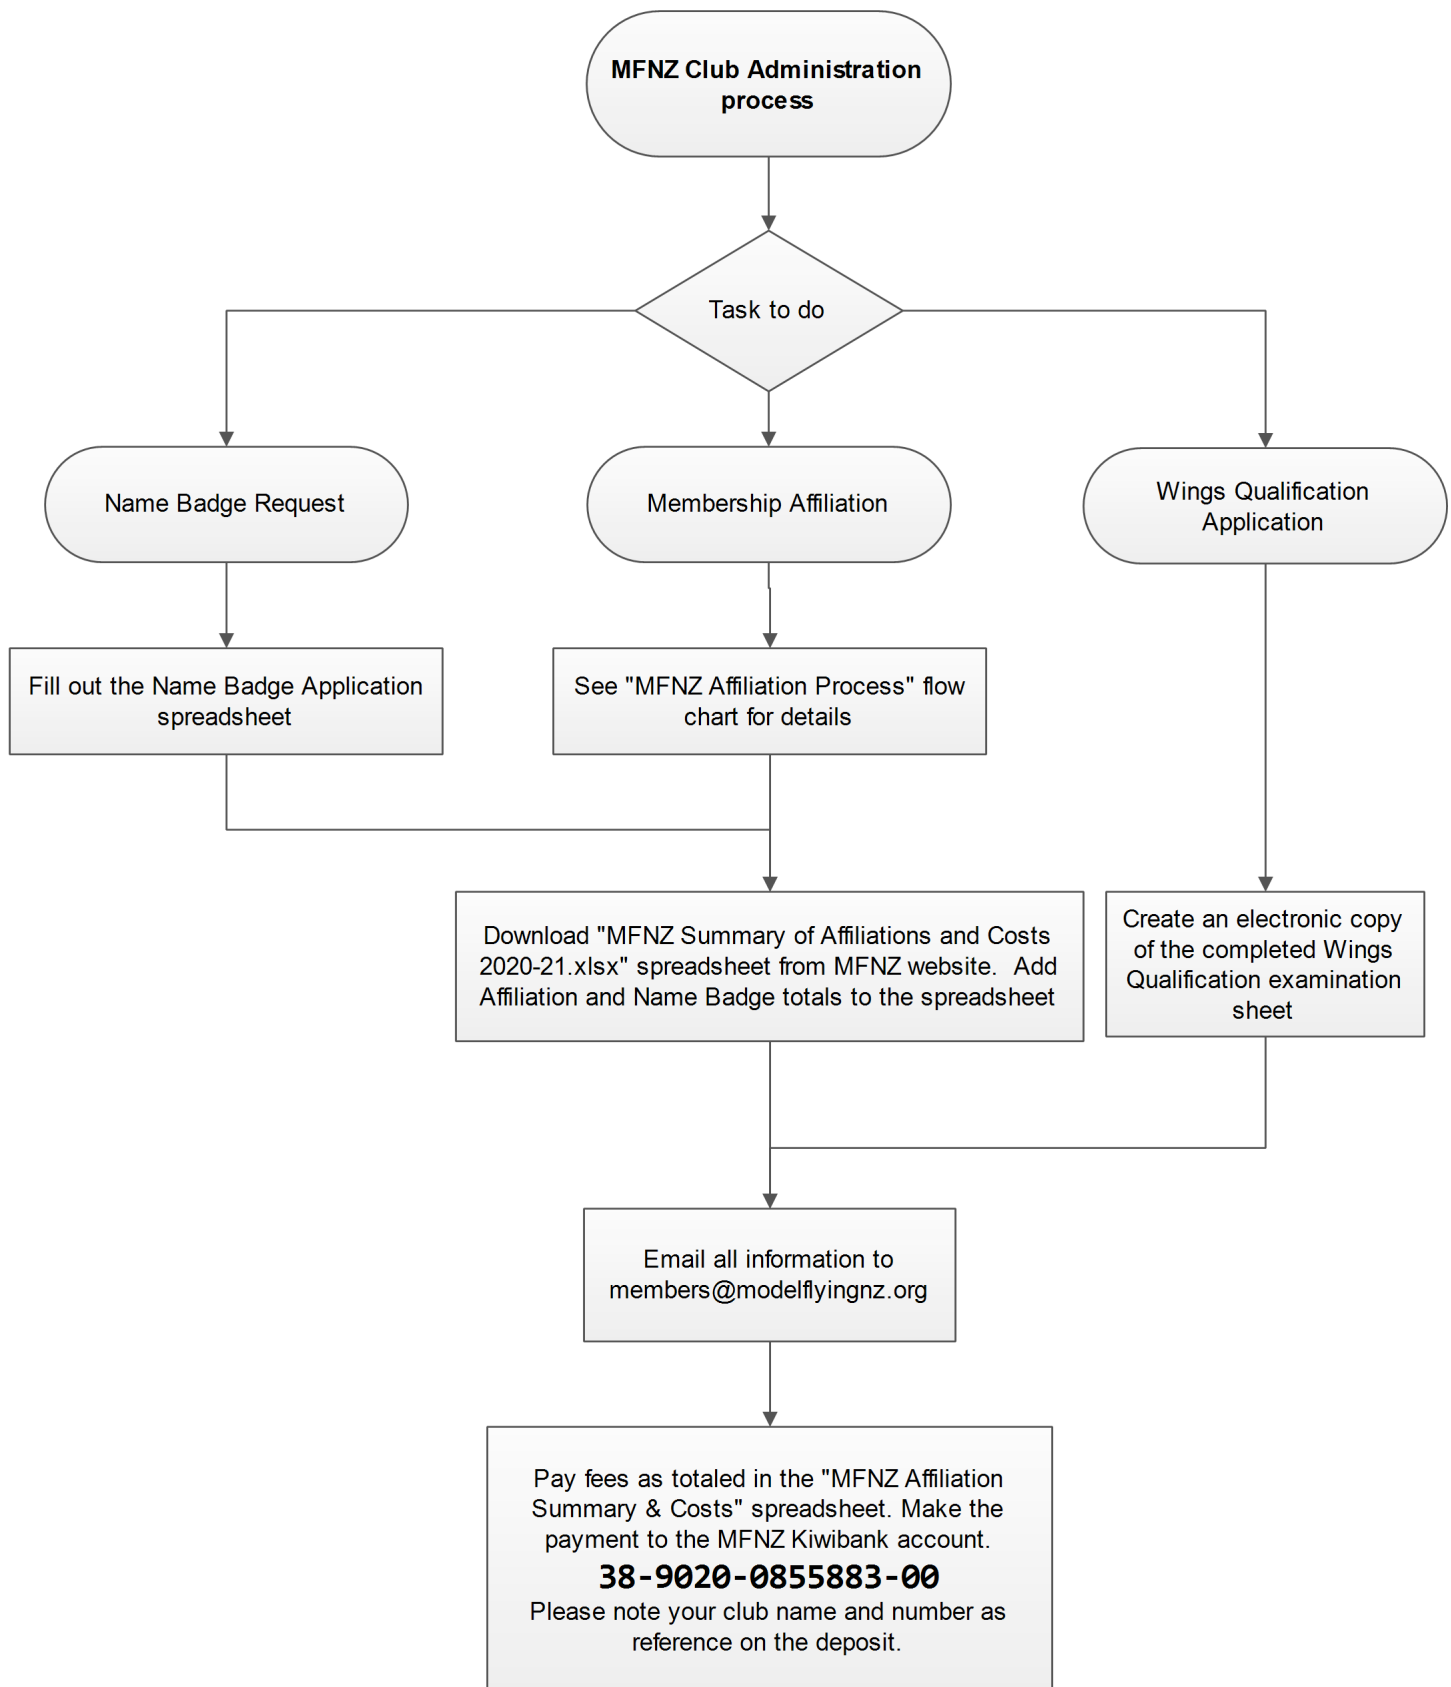 MFNZ Club Administration
process
Task to do
Name Badge Request
Membership Affiliation
Wings Qualification
Application
Fill out the Name Badge Application
spreadsheet
See "MFNZ Affiliation Process" flow
chart for details
Download "MFNZ Summary of Affiliations and Costs
2020-21.xlsx" spreadsheet from MFNZ website.  Add
Affiliation and Name Badge totals to the spreadsheet
Create an electronic copy
of the completed Wings
Qualification examination
sheet
Email all information to
members@modelflyingnz.org
Pay fees as totaled in the "MFNZ Affiliation
Summary & Costs" spreadsheet. Make the
payment to the MFNZ Kiwibank account.
38-9020-0855883-00
Please note your club name and number as
reference on the deposit.